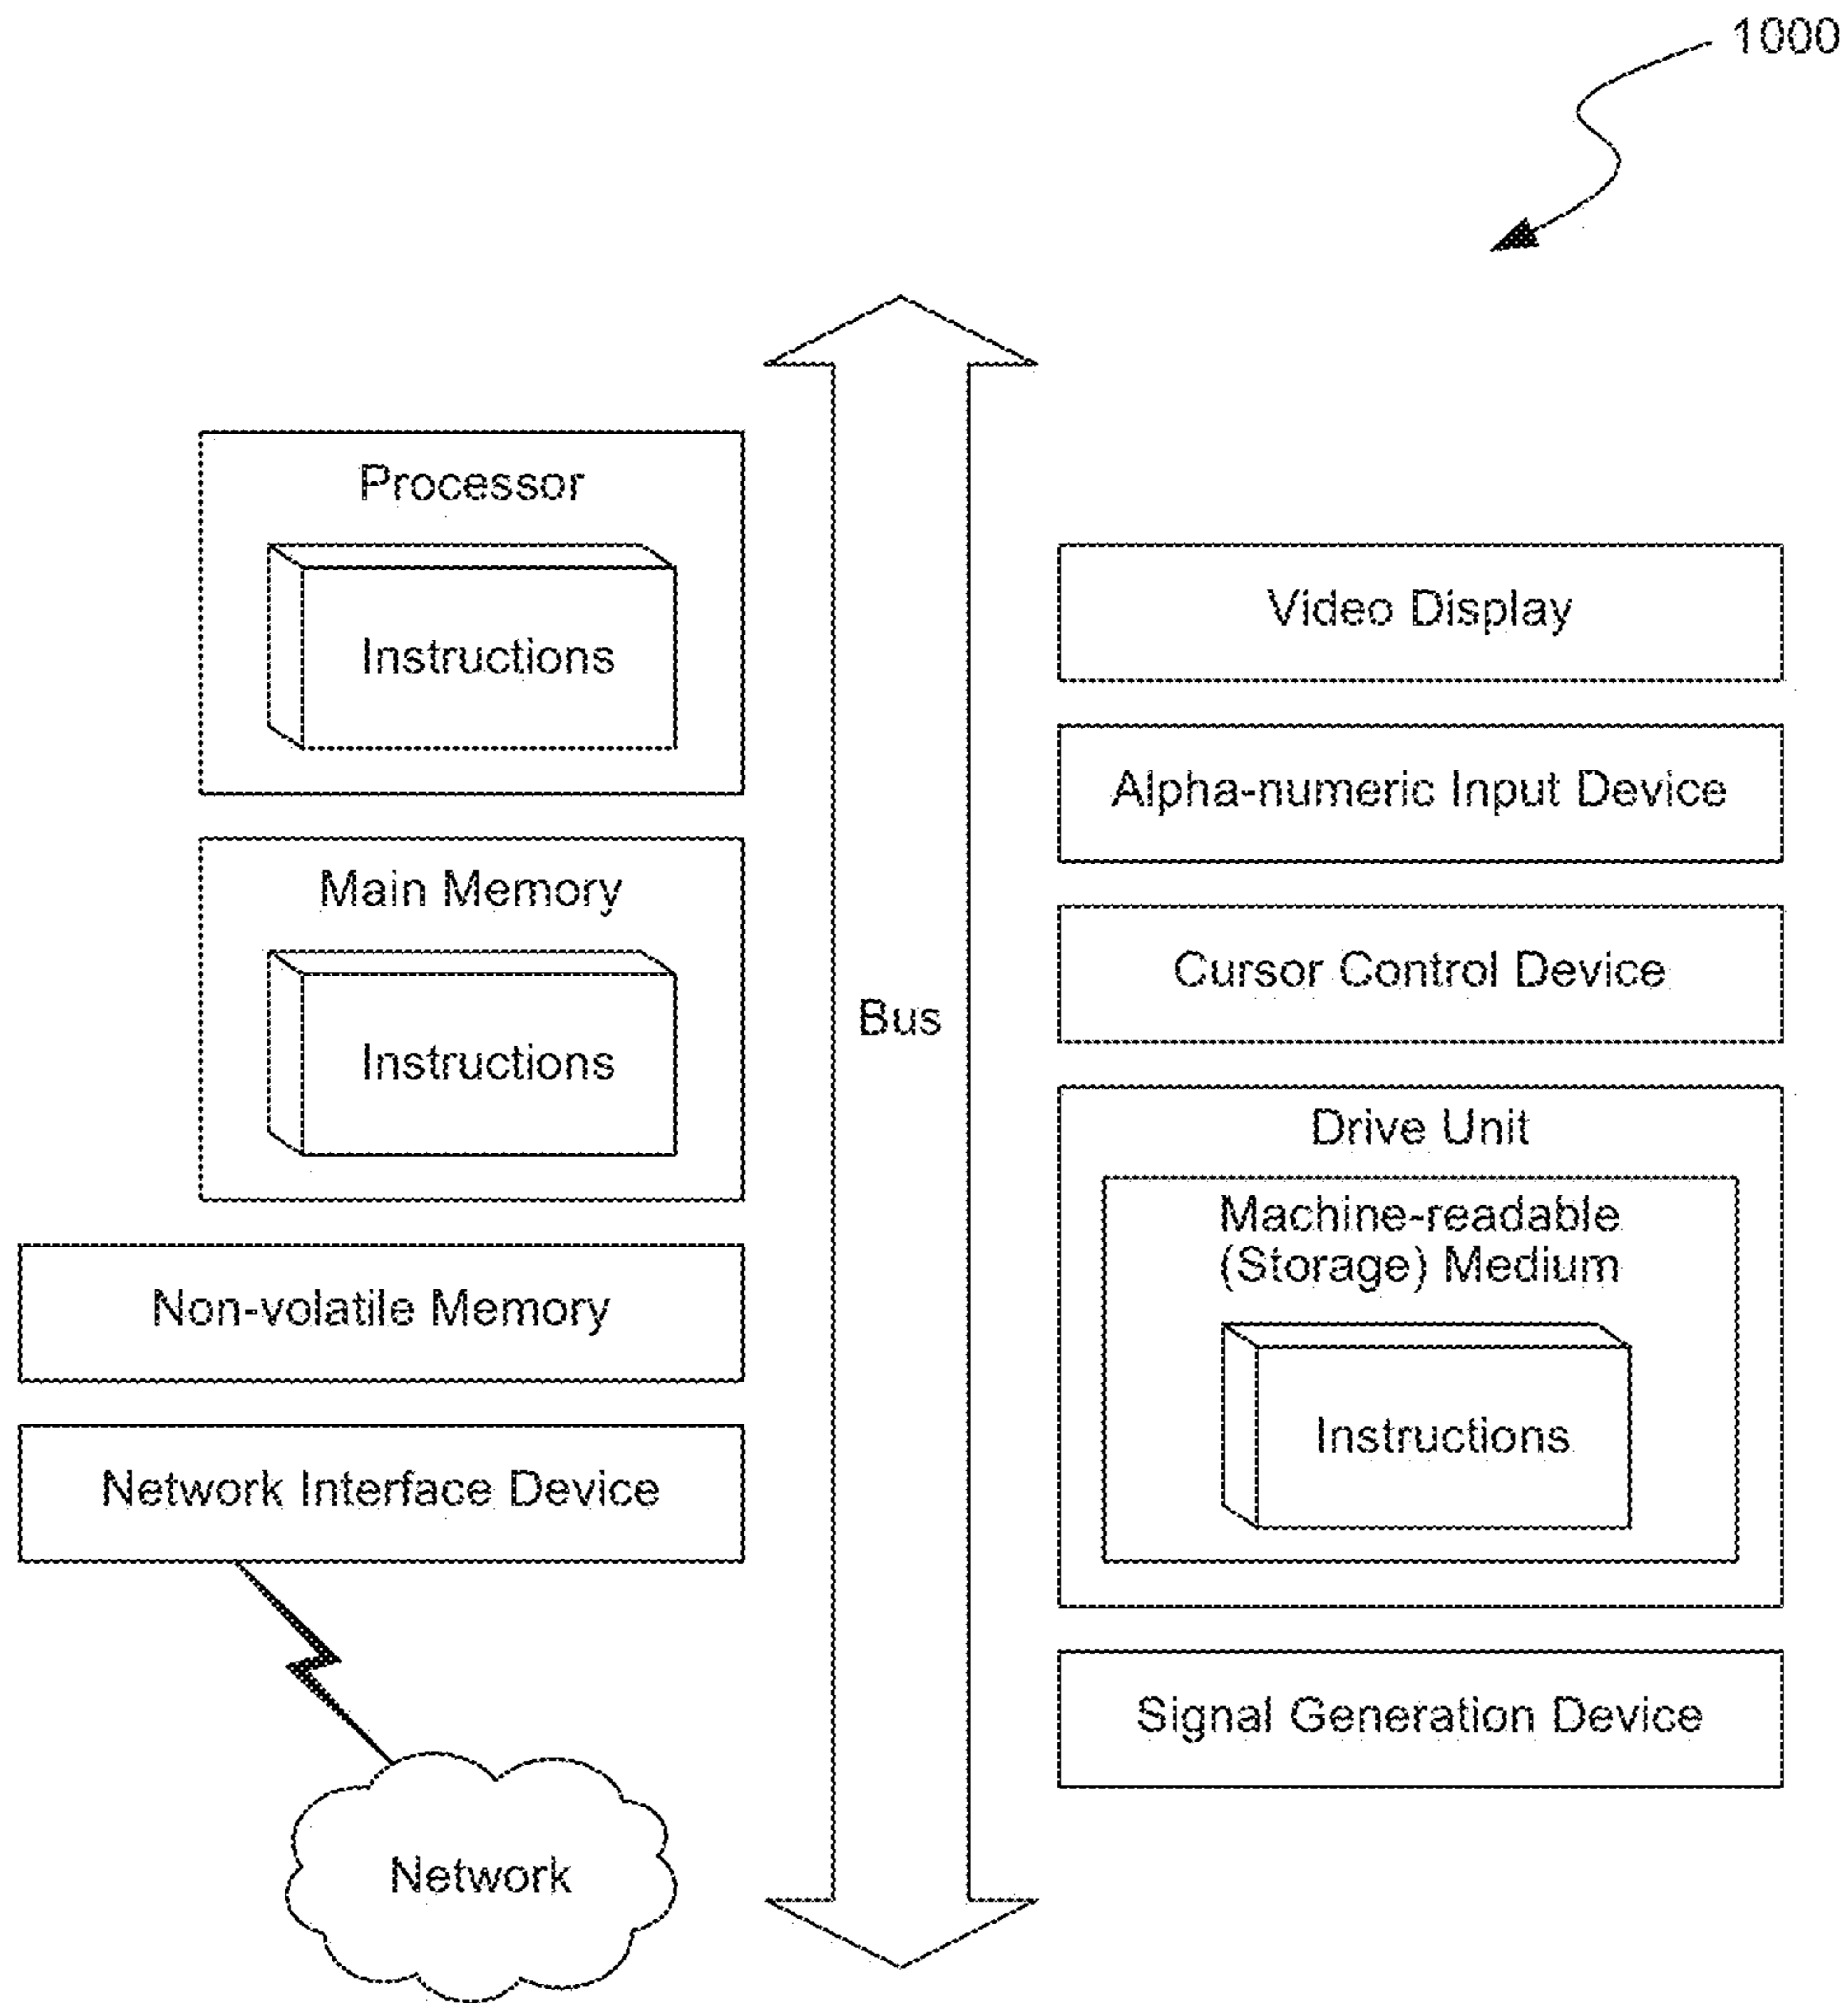 1000
Processor
Instructions
Main Memory
Instructions
Non-volatile Memory
Network Interface Device
Network
Bus
Video Display
Alpha-numeric Input Device
Cursor Control Device
Drive Unit
Machine-readable
(Storage) Medium
Instructions
Signal Generation Device